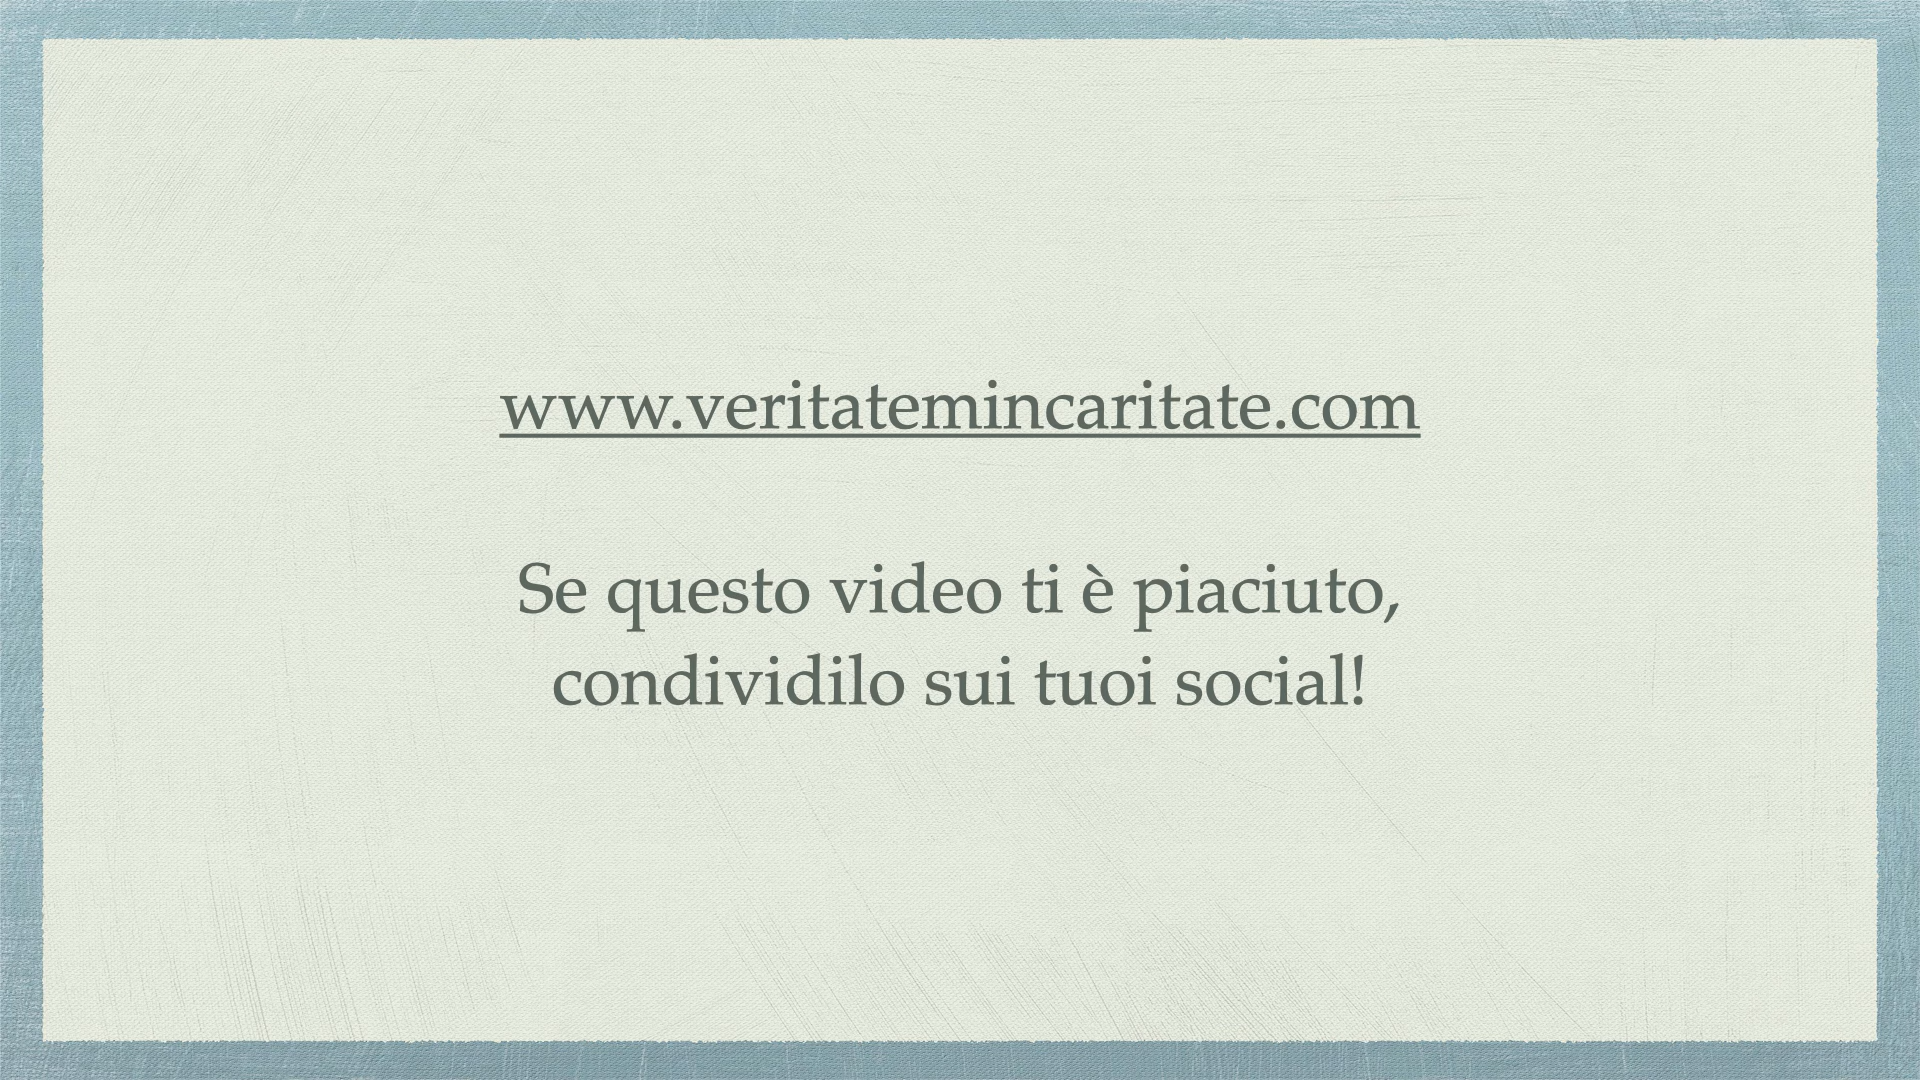 www.veritatemincaritate.com
Se questo video ti è piaciuto,
condividilo sui tuoi social!